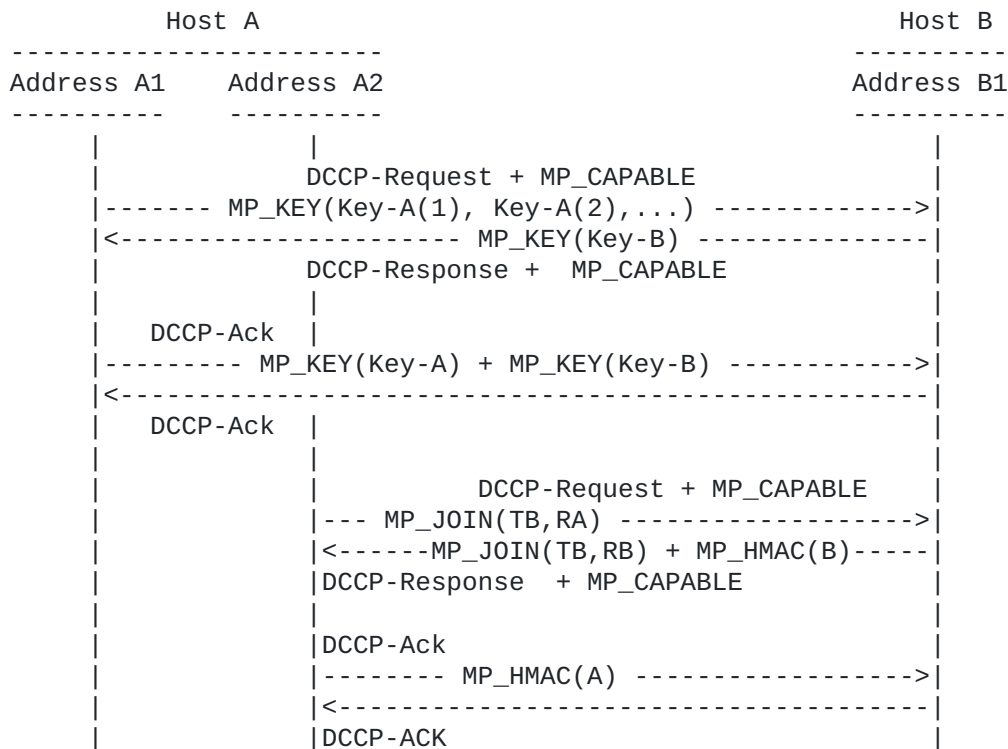 Host A                                         Host B
------------------------                              ----------
Address A1    Address A2                              Address B1
----------    ----------                              ----------
     |             |                                       |
     |             DCCP-Request + MP_CAPABLE               |
     |------- MP_KEY(Key-A(1), Key-A(2),...) ------------->|
     |<---------------------- MP_KEY(Key-B) ---------------|
     |             DCCP-Response +  MP_CAPABLE             |
     |             |                                       |
     |   DCCP-Ack  |                                       |
     |--------- MP_KEY(Key-A) + MP_KEY(Key-B) ------------>|
     |<----------------------------------------------------|
     |   DCCP-Ack  |                                       |
     |             |                                       |
     |             |          DCCP-Request + MP_CAPABLE    |
     |             |--- MP_JOIN(TB,RA) ------------------->|
     |             |<------MP_JOIN(TB,RB) + MP_HMAC(B)-----|
     |             |DCCP-Response  + MP_CAPABLE            |
     |             |                                       |
     |             |DCCP-Ack                               |
     |             |-------- MP_HMAC(A) ------------------>|
     |             |<--------------------------------------|
     |             |DCCP-ACK                               |